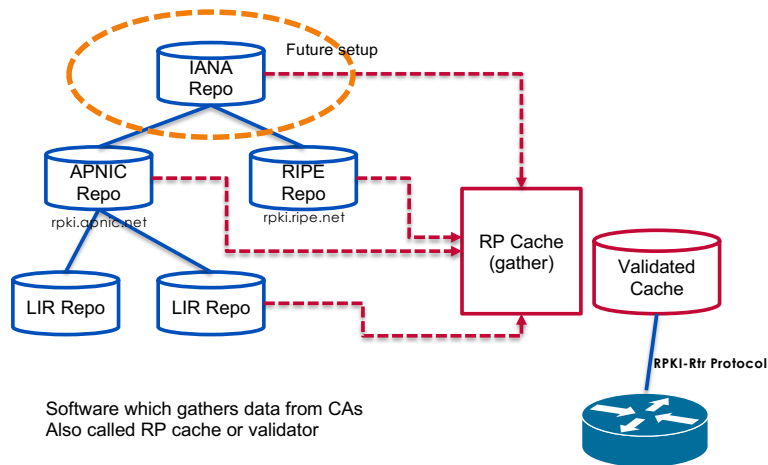 Future setup
IANA
Repo
APNIC
Repo
rpki.apnic.net
RIPE
Repo
rpki.ripe.net
RP Cache
(gather)
Validated
Cache
LIR Repo
LIR Repo
RPKI-Rtr Protocol
Software which gathers data from CAs
Also called RP cache or validator